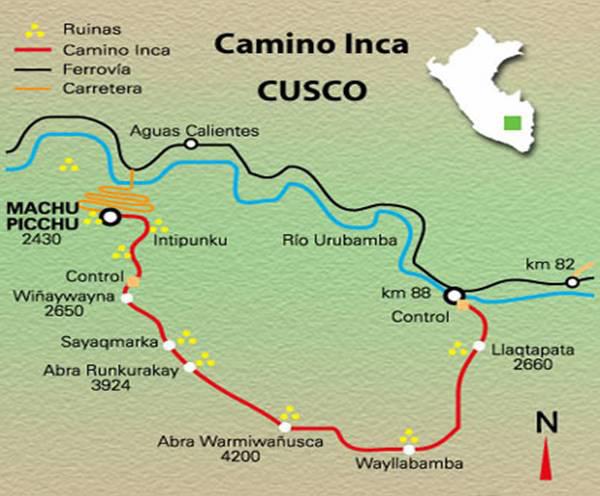 Ruinas
Camino Inca
Ferrovía
Carretera
Camino Inca
CUSCO
Aguas Calientes
MACHU
PICCHU
2430
Intipunku
Río Urubamba
km 82
km 88
Control
Control
Wiñaywayna
2650
Sayaqmarka
Abra Runkurakay
3924
Llaqtapata
2660
Abra Warmiwañusca
4200
Wayllabamba
N